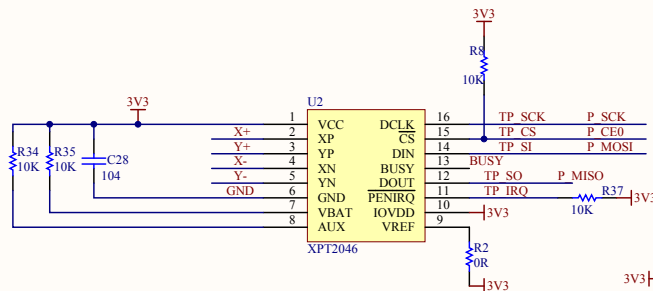 3V3
R8
10K
3V3
U2
1 VCC DCLK 16 TP_SCK P_SCK
X+ 2 XP CS 15 TP_CS P_CE0
Y+ 3 YP DIN 14 TP_SI P_MOSI
X- 4 XN BUSY 13 BUSY
Y- 5 YN DOUT 12 TP_SO P_MISO
GND 6 GND PENIRQ 11 TP_IRQ R37
7 VBAT IOVDD 10 3V3
8 AUX VREF 9
R34
10K
R35
10K
C28
104
10K
3V3
XPT2046
R2
0R
3V3
3V3